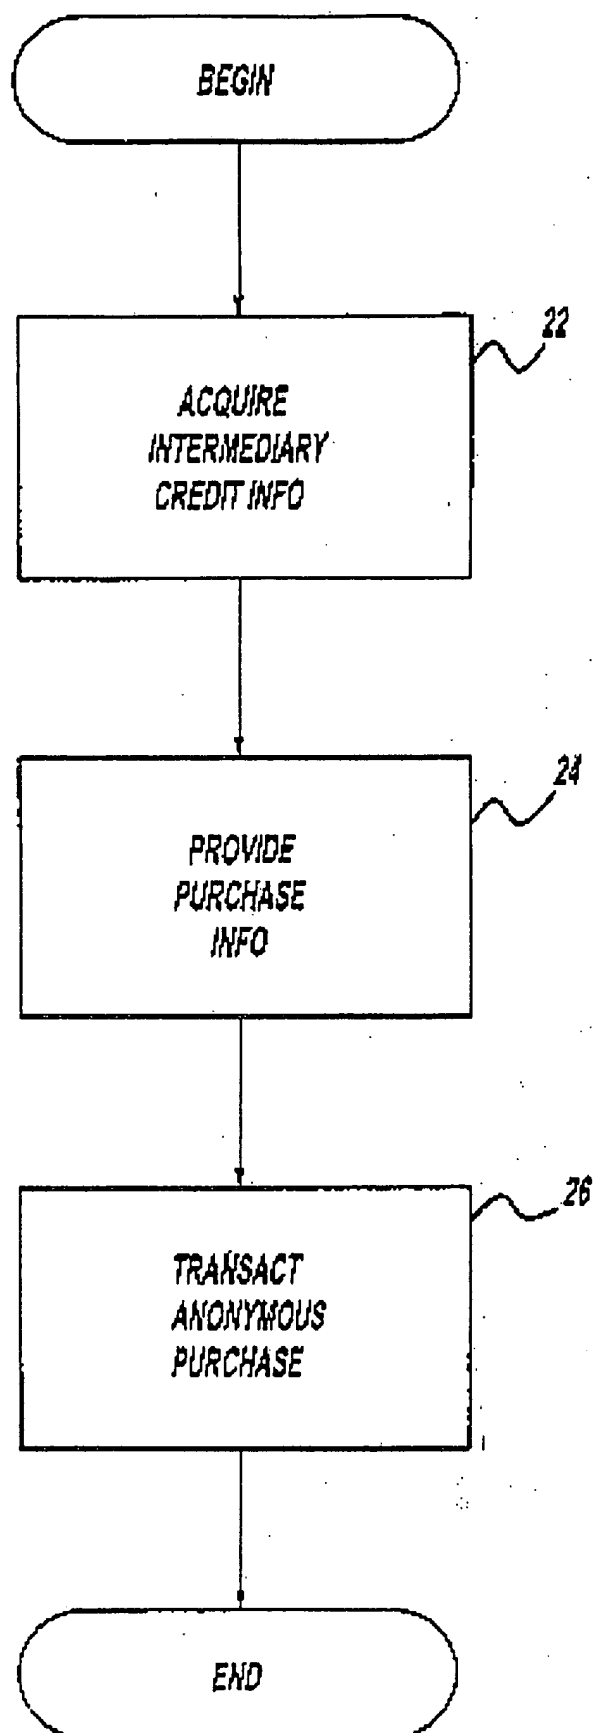 BEGIN
22
ACQUIRE
INTERMEDIARY
CREDIT INFO
24
PROVIDE
PURCHASE
INFO
26
TRANSACT
ANONYMOUS
PURCHASE
END